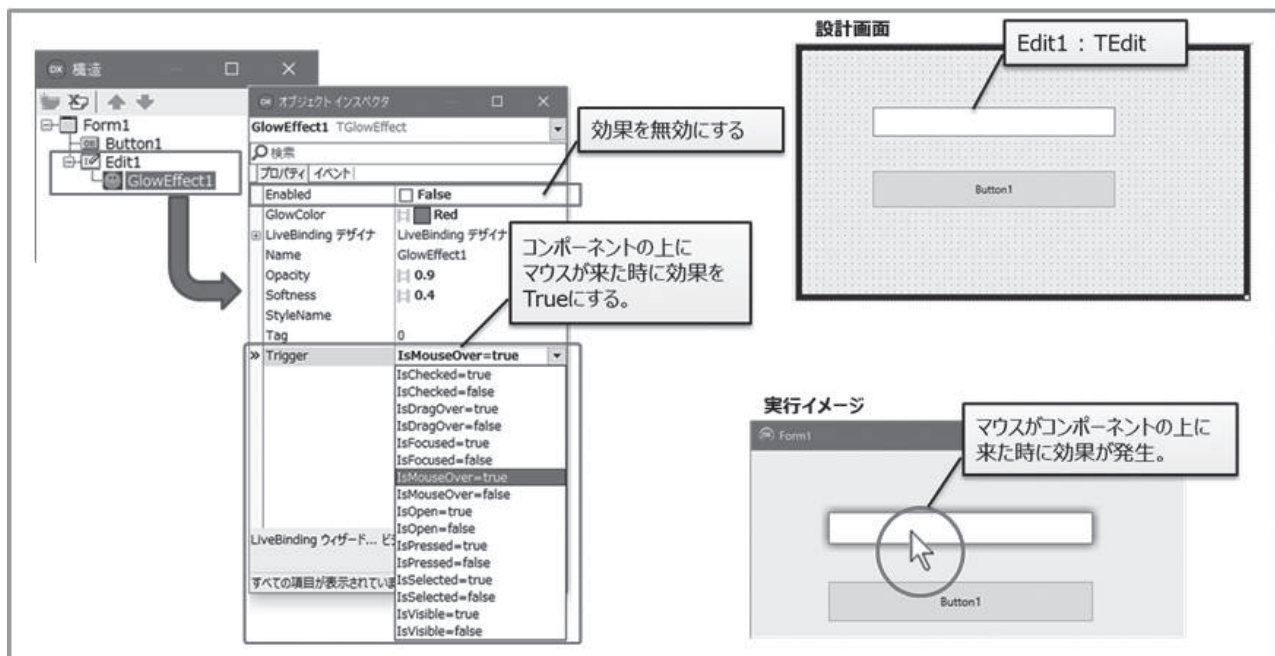 構造
Form1
Button1
Edit1
GlowEffect1
オブジェクト インスペクタ
GlowEffect1 TGlowEffect
検索
プロパティ イベント
Enabled False
GlowColor Red
LiveBinding デザイナ LiveBinding デザイナ
Name GlowEffect1
Opacity 0.9
Softness 0.4
StyleName
Tag 0
Trigger IsMouseOver=true
IsChecked=true
IsChecked=false
IsDragOver=true
IsDragOver=false
IsFocused=true
IsFocused=false
IsMouseOver=true
IsMouseOver=false
IsOpen=true
IsOpen=false
IsPressed=true
IsPressed=false
IsSelected=true
IsSelected=false
IsVisible=true
IsVisible=false
LiveBinding ウィザード...
すべての項目が表示されてい
効果を無効にする
コンポーネントの上に
マウスが来た時に効果を
Trueにする。
設計画面
Edit1：TEdit
Button1
実行イメージ
Form1
マウスがコンポーネントの上に
来た時に効果が発生。
Button1